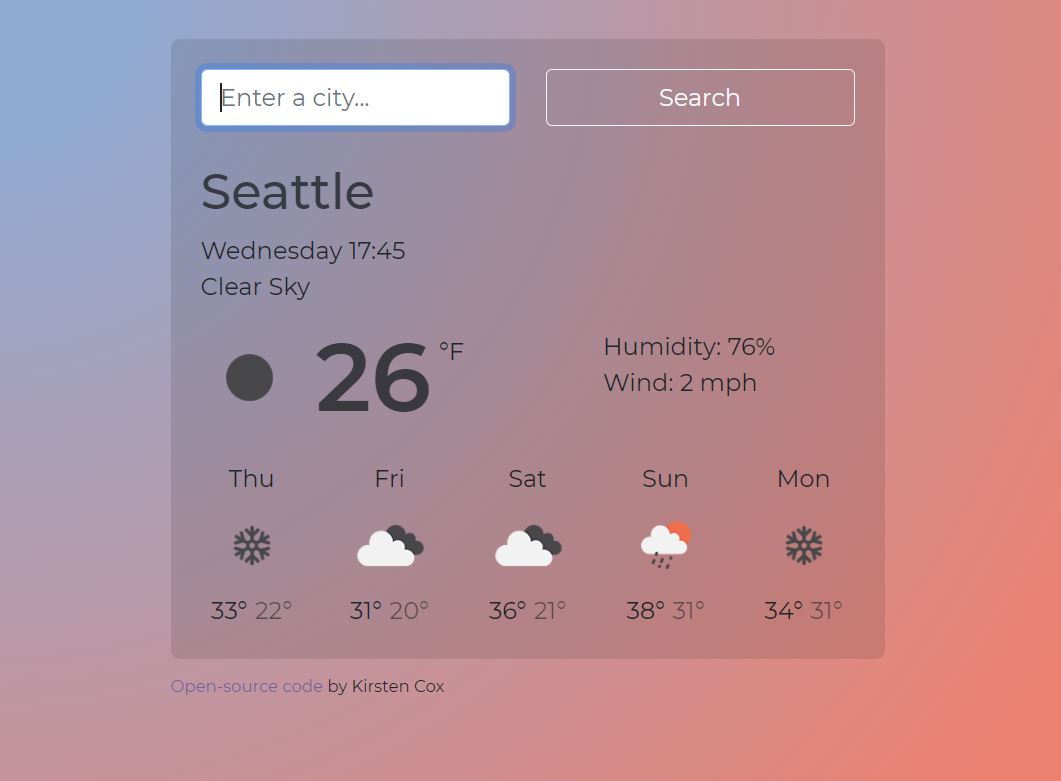 Enter a city...
Search
Seattle
Wednesday 17:45
Clear Sky
26 °F
Humidity: 76%
Wind: 2 mph
Thu Fri Sat Sun Mon
33° 22° 31° 20° 36° 21° 38° 31° 34° 31°
Open-source code by Kirsten Cox